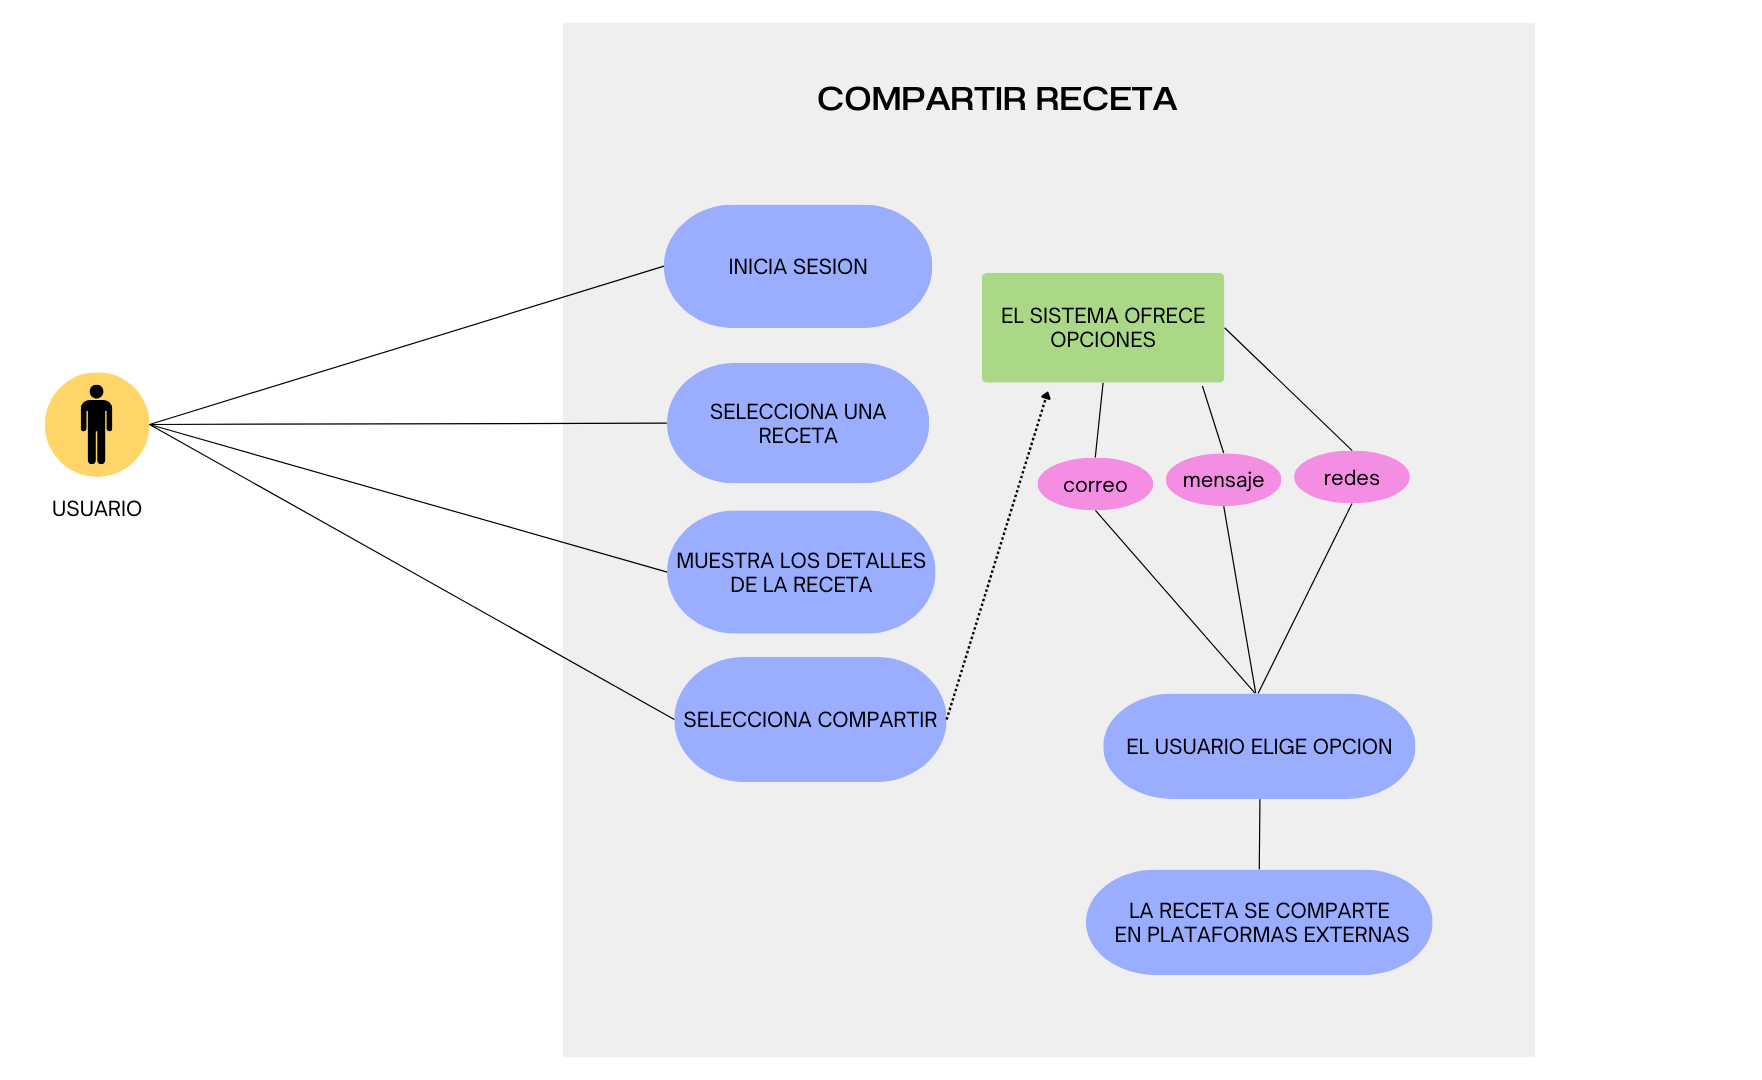 COMPARTIR RECETA
INICIA SESION
SELECCIONA UNA
RECETA
MUESTRA LOS DETALLES
DE LA RECETA
SELECCIONA COMPARTIR
USUARIO
EL SISTEMA OFRECE
OPCIONES
correo
mensaje
redes
EL USUARIO ELIGE OPCION
LA RECETA SE COMPARTE
EN PLATAFORMAS EXTERNAS